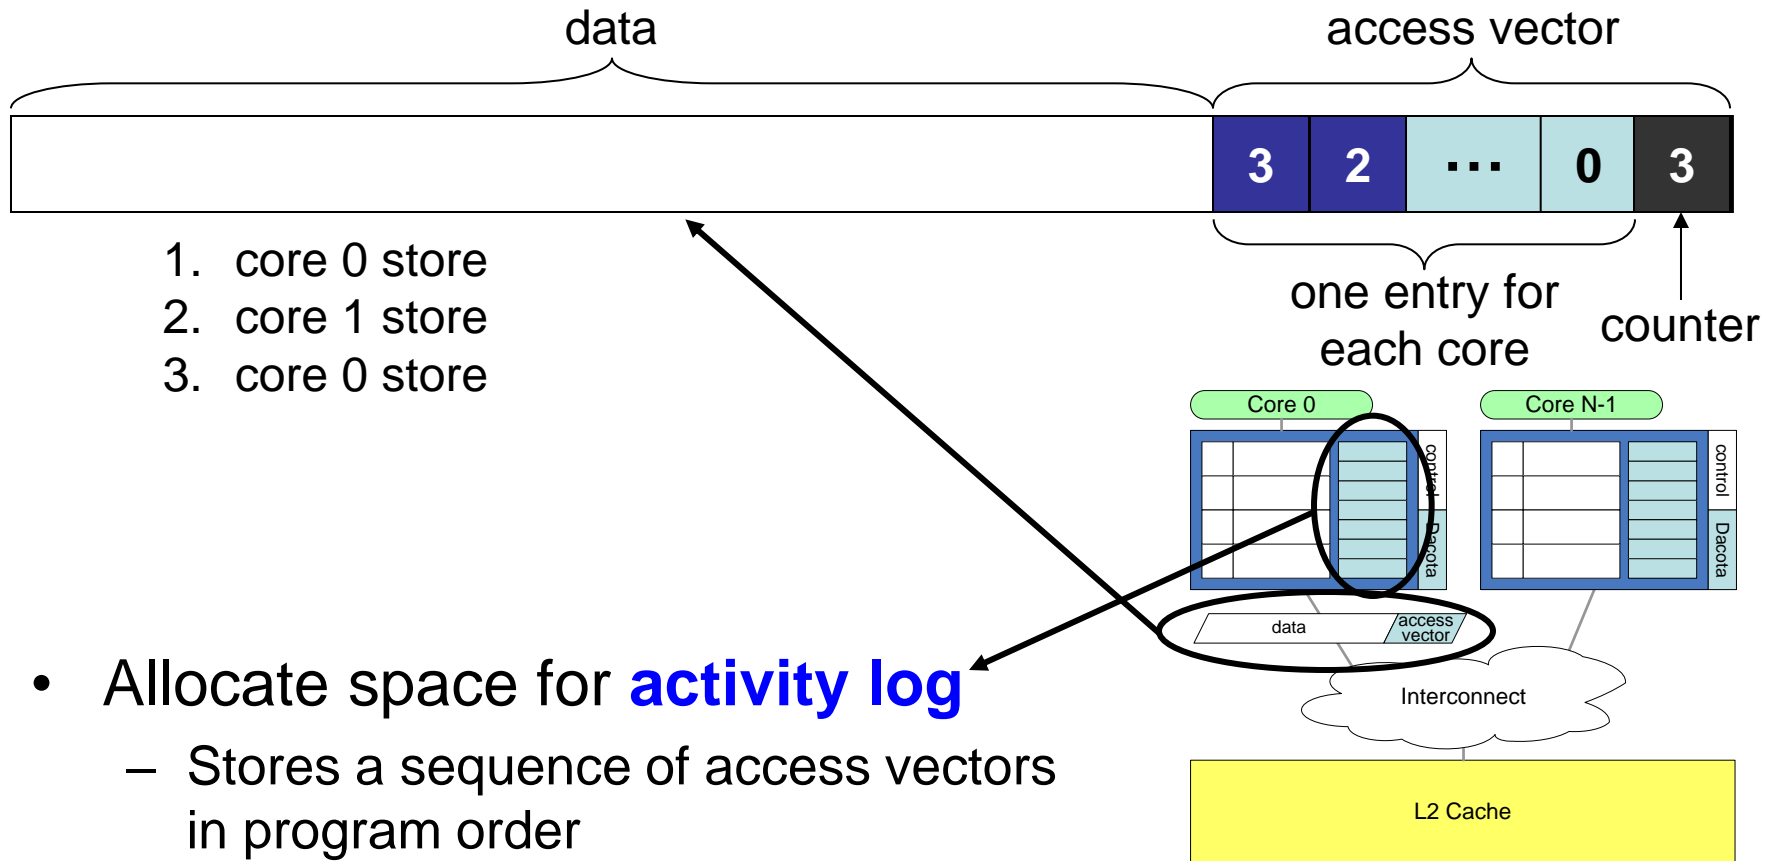 data
access vector
3 2 ... 0 3
1. core 0 store
2. core 1 store
3. core 0 store
one entry for
each core
counter
Core 0
Core N-1
control
Dacota
control
Dacota
data
access
vector
Interconnect
L2 Cache
• Allocate space for activity log
– Stores a sequence of access vectors
in program order